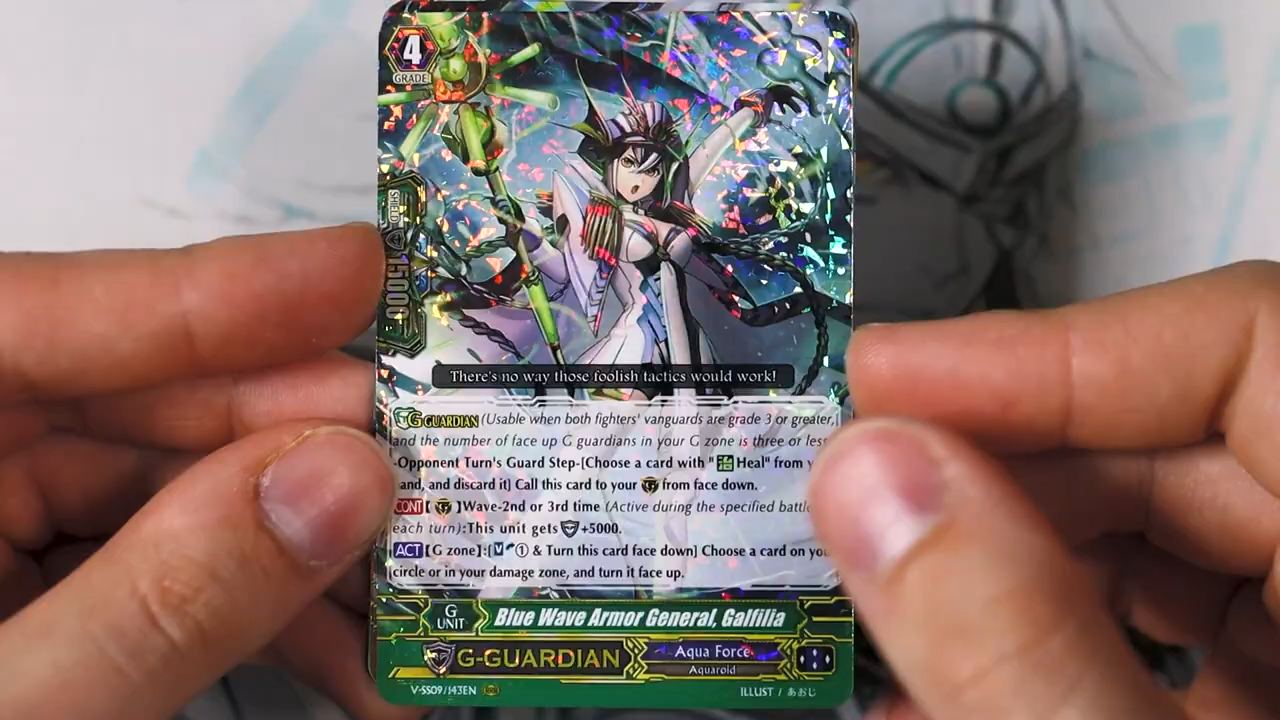 4
GRADE
SHIELD 15000
There's no way those foolish tactics would work!
G GUARDIAN (Usable when both fighters' vanguards are grade 3 or greater,
and the number of face up G guardians in your G zone is three or less
-Opponent Turn's Guard Step-[Choose a card with "治 Heal" from
and, and discard it] Call this card to your G from face down.
CONT【G】Wave-2nd or 3rd time (Active during the specified
each turn):This unit gets +5000.
ACT【G zone】:[V ① & Turn this card face down] Choose a card on
circle or in your damage zone, and turn it face up.
G UNIT
Blue Wave Armor General, Galfilia
G-GUARDIAN
Aqua Force
Aquaroid
V-SS09/143EN RRR
ILLUST / あおじ